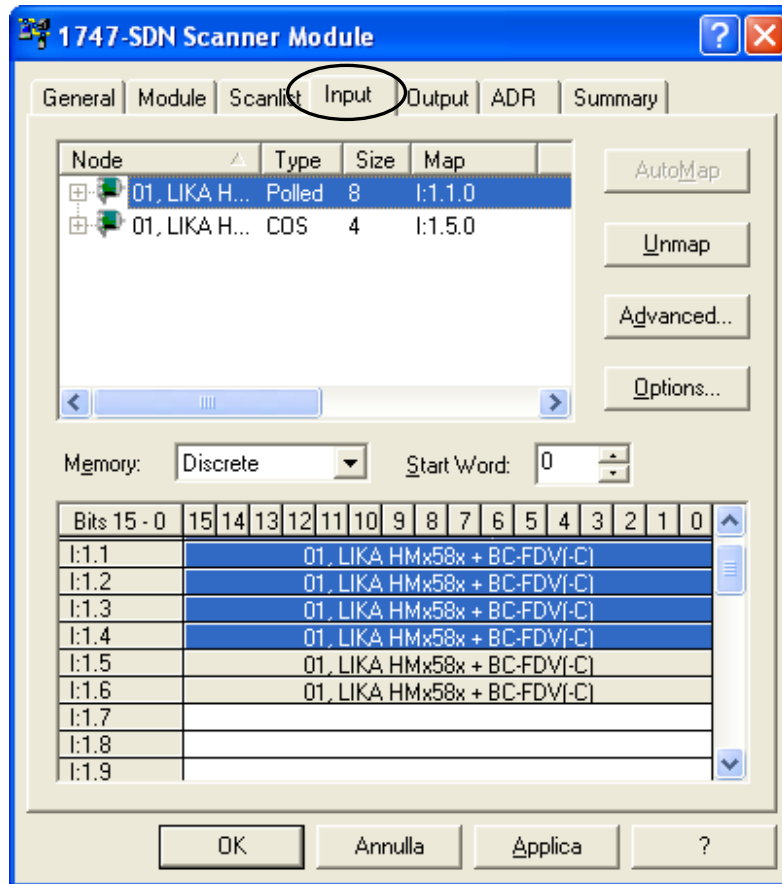 1747-SDN Scanner Module
General Module Scanlist Input Output ADR Summary
Node Type Size Map
01, LIKA H... Polled 8 I:1.1.0
01, LIKA H... COS 4 I:1.5.0
AutoMap
Unmap
Advanced...
Options...
Memory: Discrete Start Word: 0
Bits 15 - 0 15 14 13 12 11 10 9 8 7 6 5 4 3 2 1 0
I:1.1 01, LIKA HMx58x + BC-FDV(-C)
I:1.2 01, LIKA HMx58x + BC-FDV(-C)
I:1.3 01, LIKA HMx58x + BC-FDV(-C)
I:1.4 01, LIKA HMx58x + BC-FDV(-C)
I:1.5 01, LIKA HMx58x + BC-FDV(-C)
I:1.6 01, LIKA HMx58x + BC-FDV(-C)
I:1.7
I:1.8
I:1.9
OK Annulla Applica ?